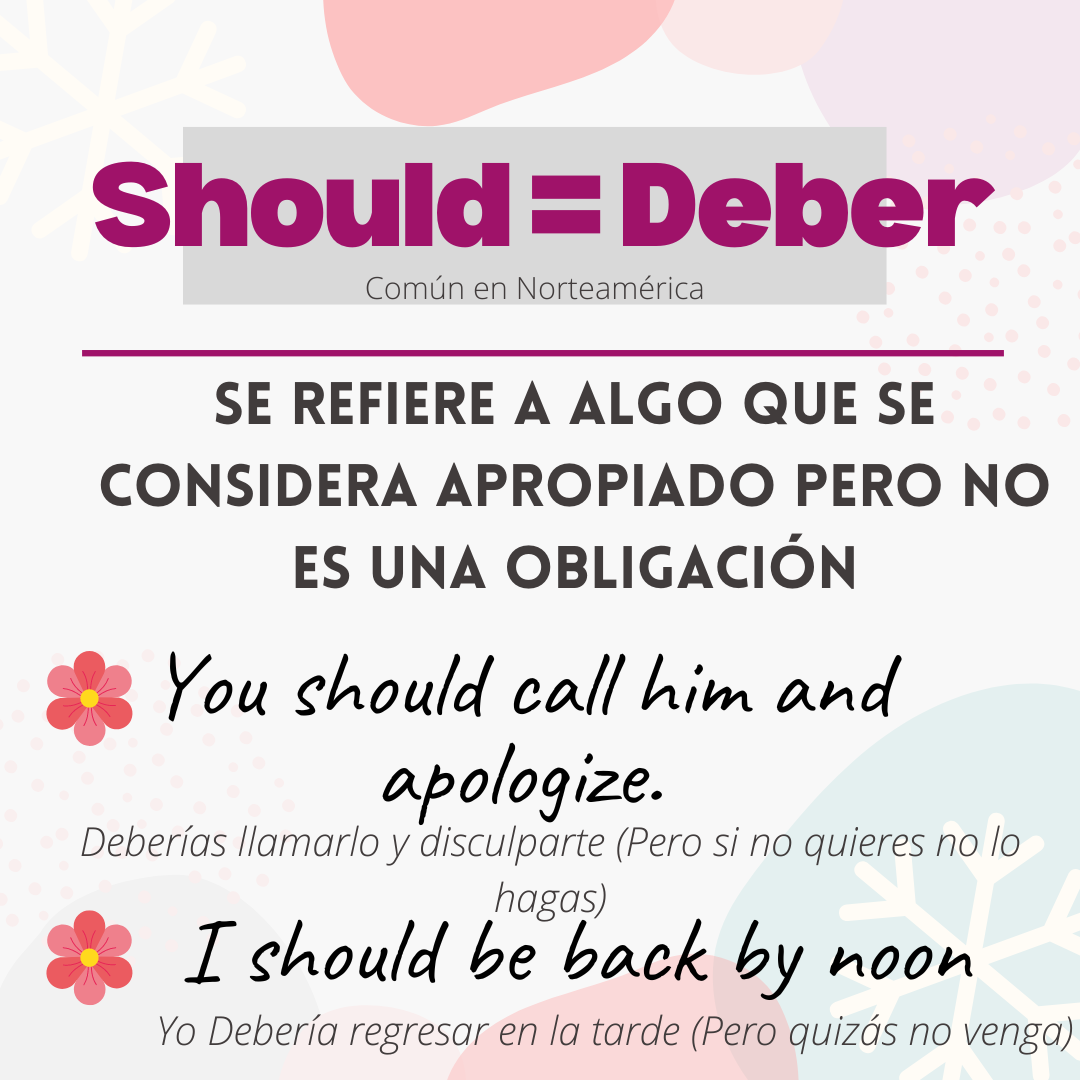 Should = Deber
Común en Norteamérica
SE REFIERE A ALGO QUE SE
CONSIDERA APROPIADO PERO NO
ES UNA OBLIGACIÓN
You should call him and
apologize.
Deberías llamarlo y disculparte (Pero si no quieres no lo
hagas)
I should be back by noon
Yo Debería regresar en la tarde (Pero quizás no venga)